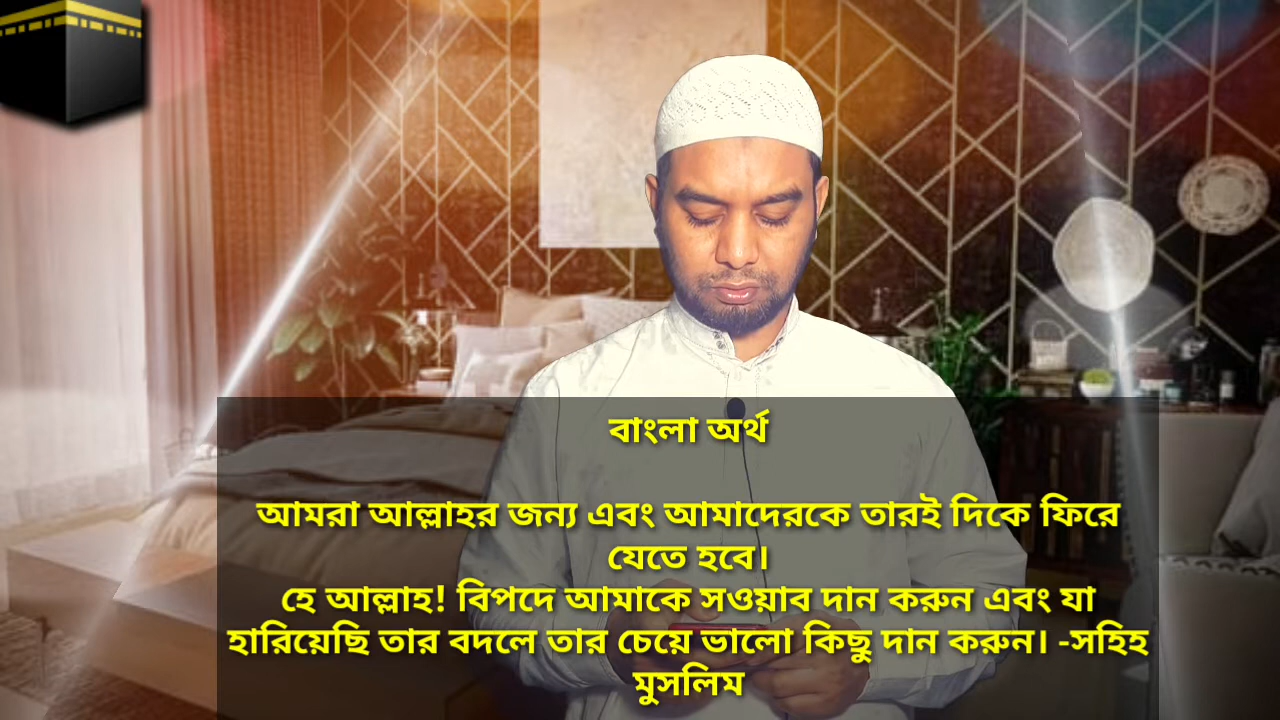 বাংলা অর্থ
আমরা আল্লাহর জন্য এবং আমাদেরকে তারই দিকে ফিরে
যেতে হবে।
হে আল্লাহ! বিপদে আমাকে সওয়াব দান করুন এবং যা
হারিয়েছি তার বদলে তার চেয়ে ভালো কিছু দান করুন। -সহিহ
মুসলিম